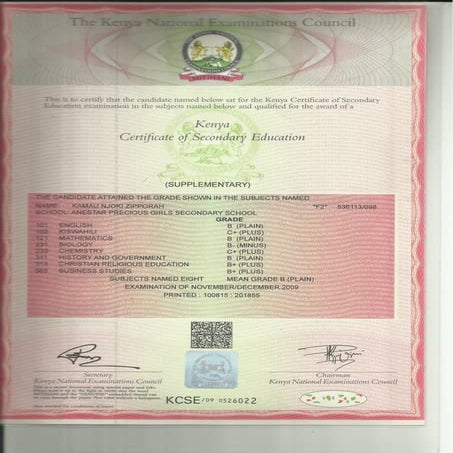 The Kenya National Examinations Council
This is to certify that the candidate named below sat for the Kenya Certificate of Secondary
Education examination in the subjects named below and qualified for the award of a
Kenya
Certificate of Secondary Education
(SUPPLEMENTARY)
THE CANDIDATE ATTAINED THE GRADE SHOWN IN THE SUBJECTS NAMED
NAME: KAMAU NJOKI ZIPPORAH "F2" 536113/098
SCHOOL: ANESTAR PRECIOUS GIRLS SECONDARY SCHOOL
GRADE
101 ENGLISH B (PLAIN)
102 KISWAHILI C+ (PLUS)
121 MATHEMATICS B (PLAIN)
231 BIOLOGY B- (MINUS)
233 CHEMISTRY C+ (PLUS)
311 HISTORY AND GOVERNMENT B (PLAIN)
313 CHRISTIAN RELIGIOUS EDUCATION B+ (PLUS)
565 BUSINESS STUDIES B+ (PLUS)
SUBJECTS NAMED EIGHT MEAN GRADE B (PLAIN)
EXAMINATION OF NOVEMBER/DECEMBER 2009
PRINTED : 100815 : 201855
Secretary
Kenya National Examinations Council
Chairman
Kenya National Examinations Council
KCSE/09 0526022